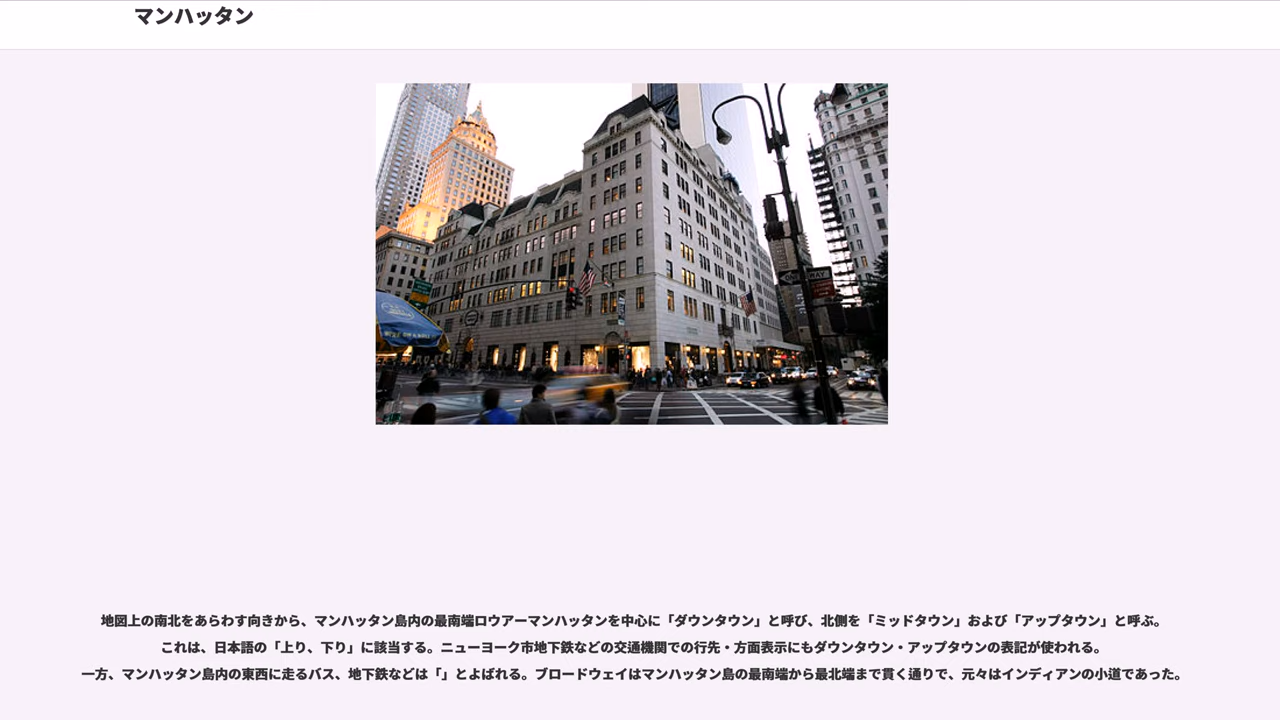 マンハッタン
ONE WAY
地図上の南北をあらわす向きから、マンハッタン島内の最南端ロウアーマンハッタンを中心に「ダウンタウン」と呼び、北側を「ミッドタウン」および「アップタウン」と呼ぶ。
これは、日本語の「上り、下り」に該当する。ニューヨーク市地下鉄などの交通機関での行先・方面表示にもダウンタウン・アップタウンの表記が使われる。
一方、マンハッタン島内の東西に走るバス、地下鉄などは「」とよばれる。ブロードウェイはマンハッタン島の最南端から最北端まで貫く通りで、元々はインディアンの小道であった。